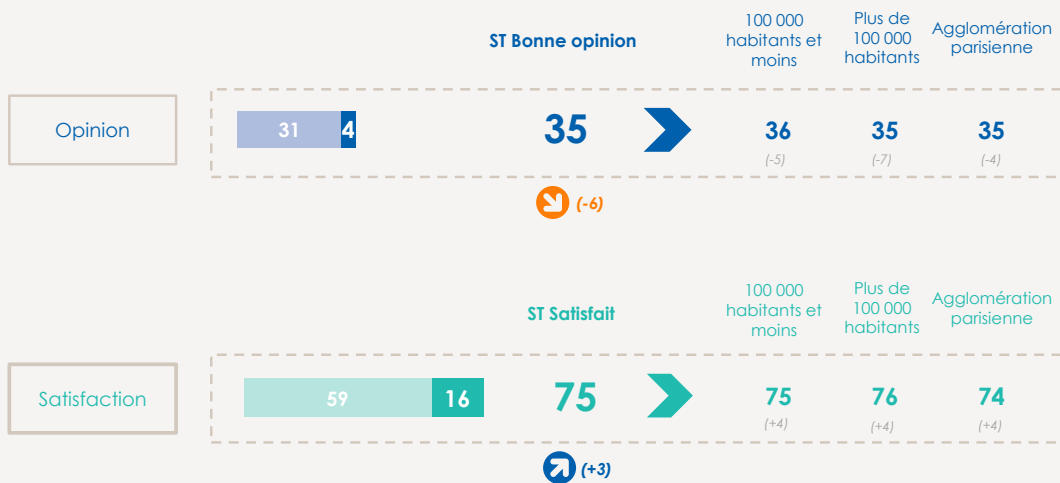 ST Bonne opinion
100 000
habitants et
moins
Plus de
100 000
habitants
Agglomération
parisienne
Opinion
31 4 35 36 35 35
(-5) (-7) (-4)
(-6)
ST Satisfait
100 000
habitants et
moins
Plus de
100 000
habitants
Agglomération
parisienne
Satisfaction
59 16 75 75 76 74
(+4) (+4) (+4)
(+3)